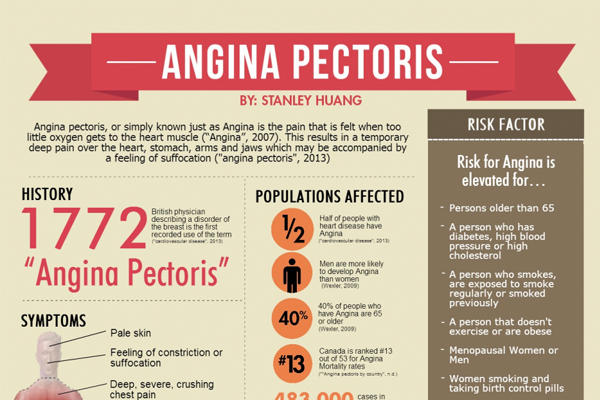 ANGINA PECTORIS
BY: STANLEY HUANG
Angina pectoris, or simply known just as Angina is the pain that is felt when too
little oxygen gets to the heart muscle ("Angina", 2007). This results in a temporary
deep pain over the heart, stomach, arms and jaws which may be accompanied by
a feeling of suffocation ("angina pectoris", 2013)
HISTORY
1772
British physician
describing a disorder of
the breast is the first
recorded use of the term
("cardiovascular disease", 2013)
"Angina Pectoris"
SYMPTOMS
Pale skin
Feeling of constriction or
suffocation
Deep, severe, crushing
chest pain
POPULATIONS AFFECTED
1/2
Half of people with
heart disease have
Angina
("cardiovascular disease", 2013)
Men are more likely
to develop Angina
than women
(Wexler, 2009)
40%
40% of people who
have Angina are 65
or older
(Wexler, 2009)
#13
Canada is ranked #13
out of 53 for Angina
Mortality rates
(""Angina pectoris by country", n.d.)
483,000 cases in
RISK FACTOR
Risk for Angina is
elevated for...
- Persons older than 65
- A person who has
diabetes, high blood
pressure or high
cholesterol
- A person who smokes,
are exposed to smoke
regularly or smoked
previously
- A person that doesn't
exercise or are obese
- Menopausal Women or
Men
- Women smoking and
taking birth control pills